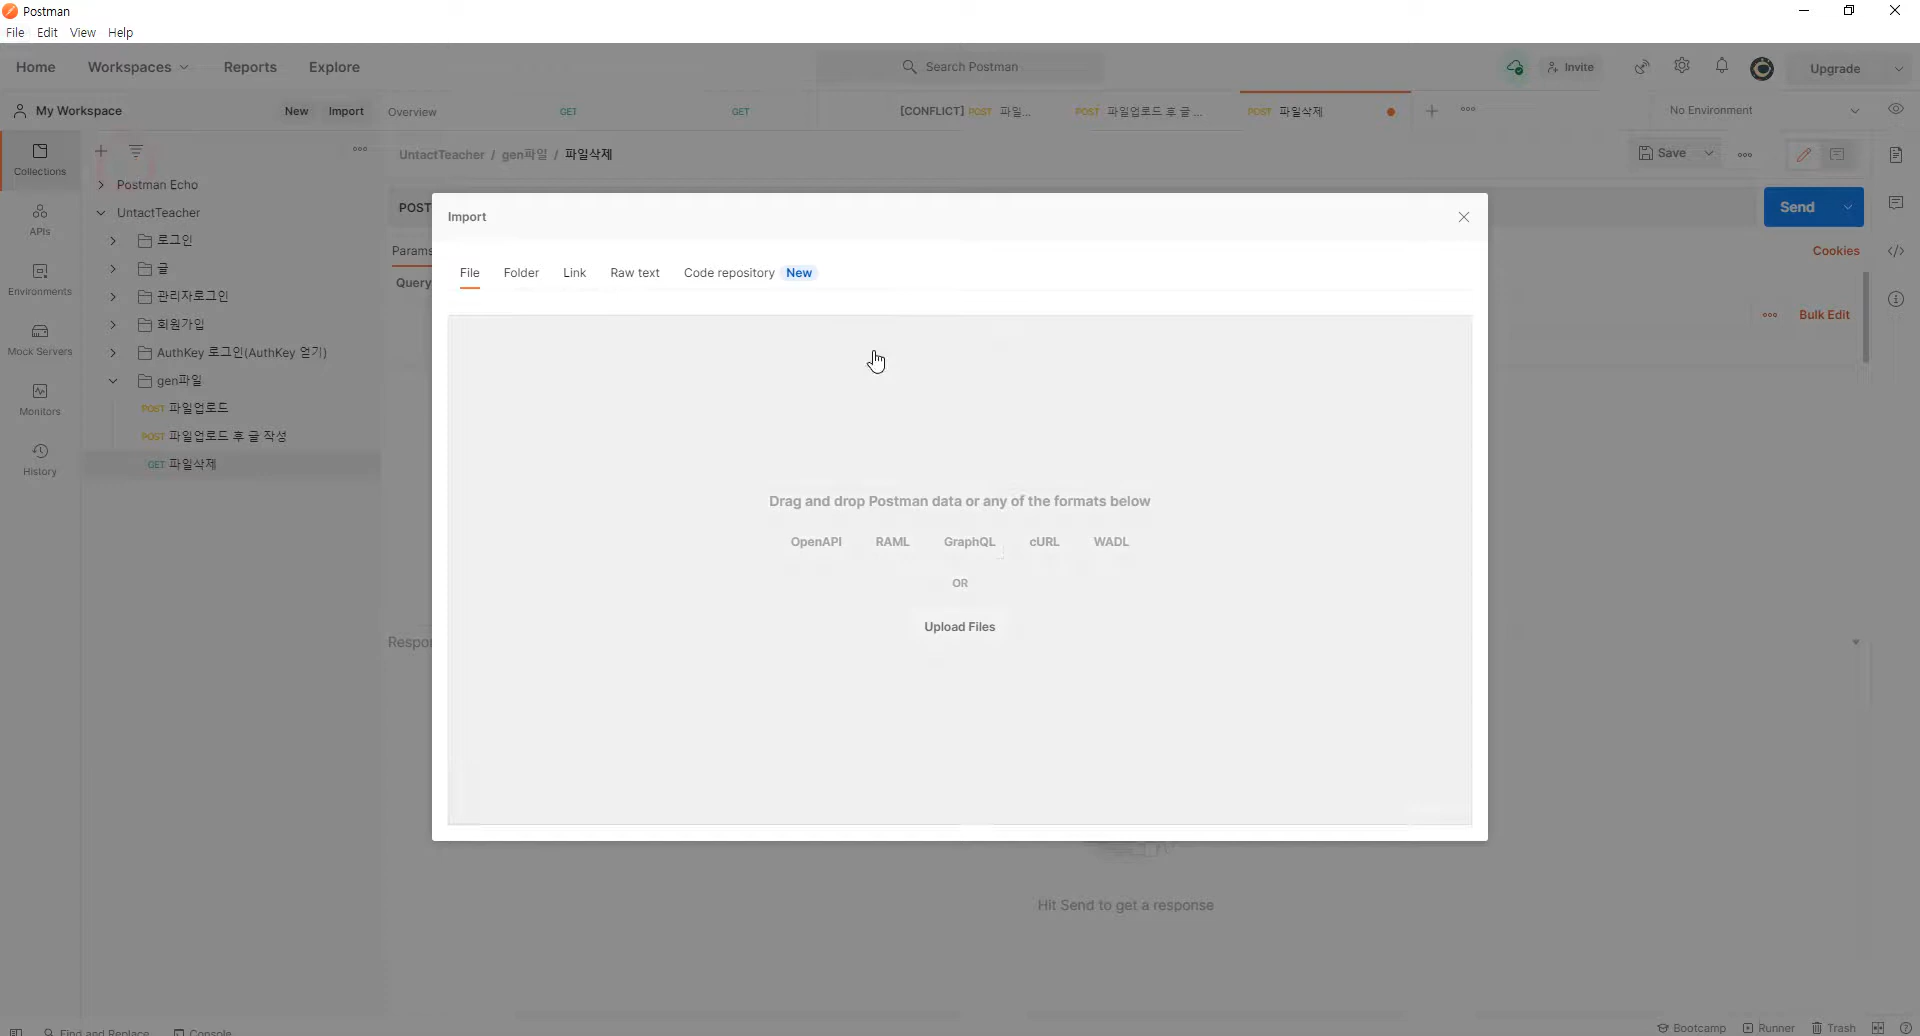 Postman
File Edit View Help
Home Workspaces Reports Explore Search Postman Invite Upgrade
My Workspace New Import Overview GET GET [CONFLICT] POST 파일... POST 파일업로드 후 글 ... POST 파일삭제 No Environment
UntactTeacher / gen파일 / 파일삭제 Save
Collections
APIs
Environments
Mock Servers
Monitors
History
Postman Echo
UntactTeacher
로그인
글
관리자로그인
회원가입
AuthKey 로그인(AuthKey 얻기)
gen파일
POST 파일업로드
POST 파일업로드 후 글 작성
GET 파일삭제
POST Send
Params Cookies
Query
Bulk Edit
Import
File Folder Link Raw text Code repository New
Drag and drop Postman data or any of the formats below
OpenAPI RAML GraphQL cURL WADL
OR
Upload Files
Respon
Hit Send to get a response
Find and Replace Console Bootcamp Runner Trash